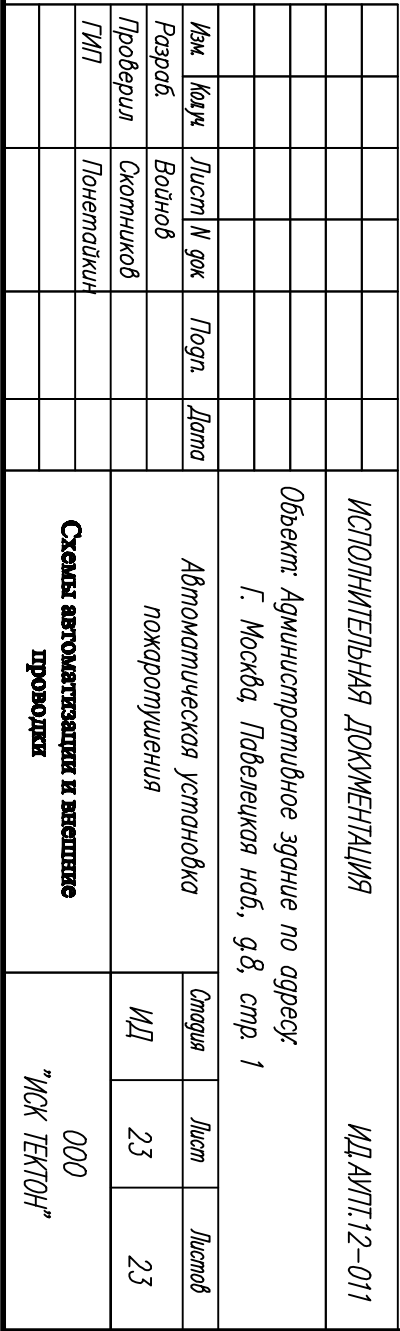 ИСПОЛНИТЕЛЬНАЯ ДОКУМЕНТАЦИЯ ИД.АУПТ.12-011
Объект: Административное здание по адресу:
Г. Москва, Павелецкая наб., д.8, стр. 1
Изм. Кол.уч. Лист N док Подп. Дата
Разраб. Войнов
Проверил Скотников
ГИП Понетайкин
Автоматическая установка
пожаротушения
Стадия Лист Листов
ИД 23 23
Схемы автоматизации и внешние
проводки
ООО
"ИСК ТЕКТОН"